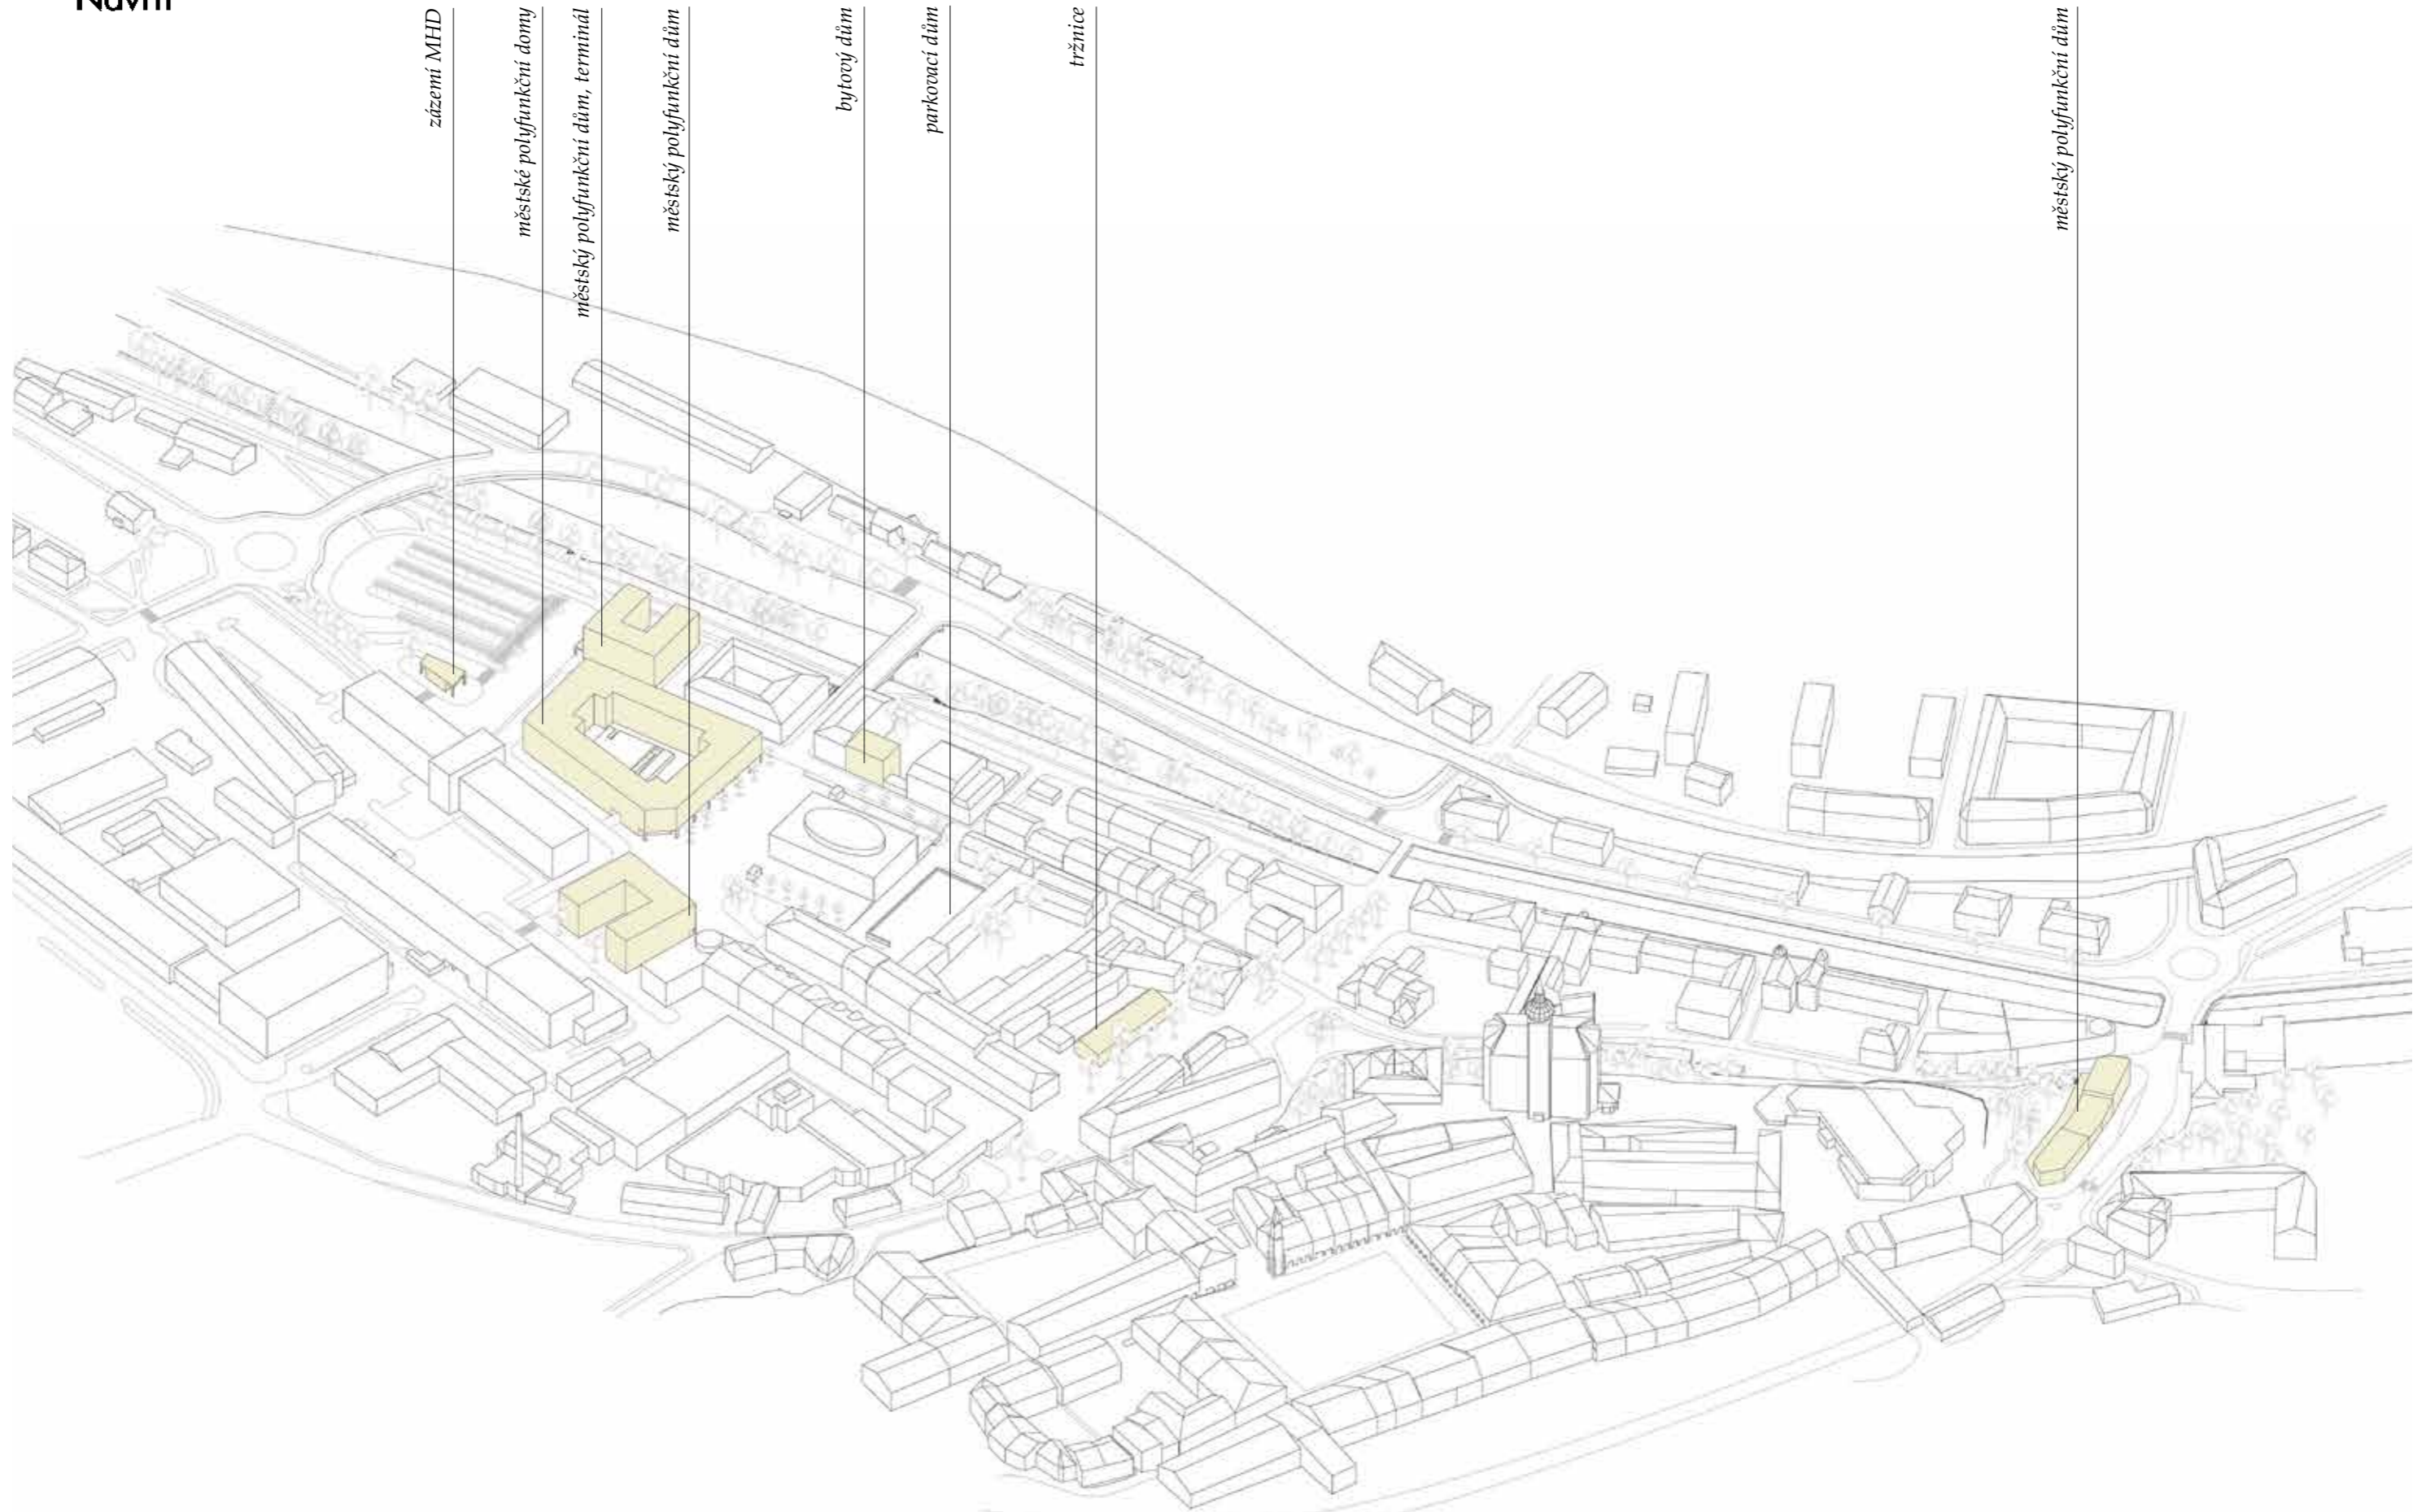 Návrh
zázemí MHD
městské polyfunkční domy
městský polyfunkční dům, terminál
městský polyfunkční dům
bytový dům
parkovací dům
tržnice
městský polyfunkční dům